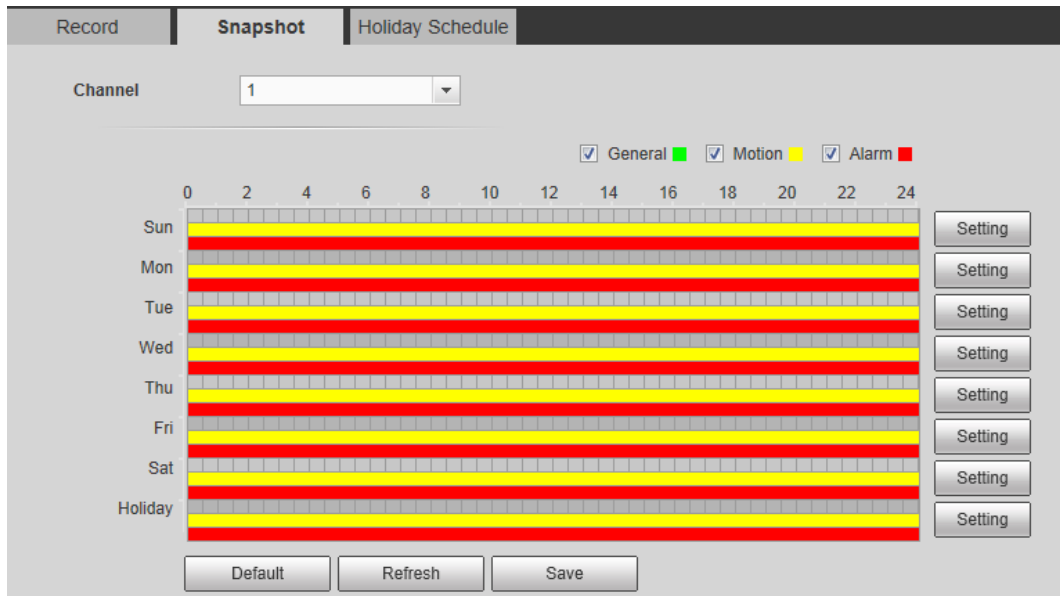 Record Snapshot Holiday Schedule
Channel 1
General Motion Alarm
0 2 4 6 8 10 12 14 16 18 20 22 24
Sun Setting
Mon Setting
Tue Setting
Wed Setting
Thu Setting
Fri Setting
Sat Setting
Holiday Setting
Default Refresh Save